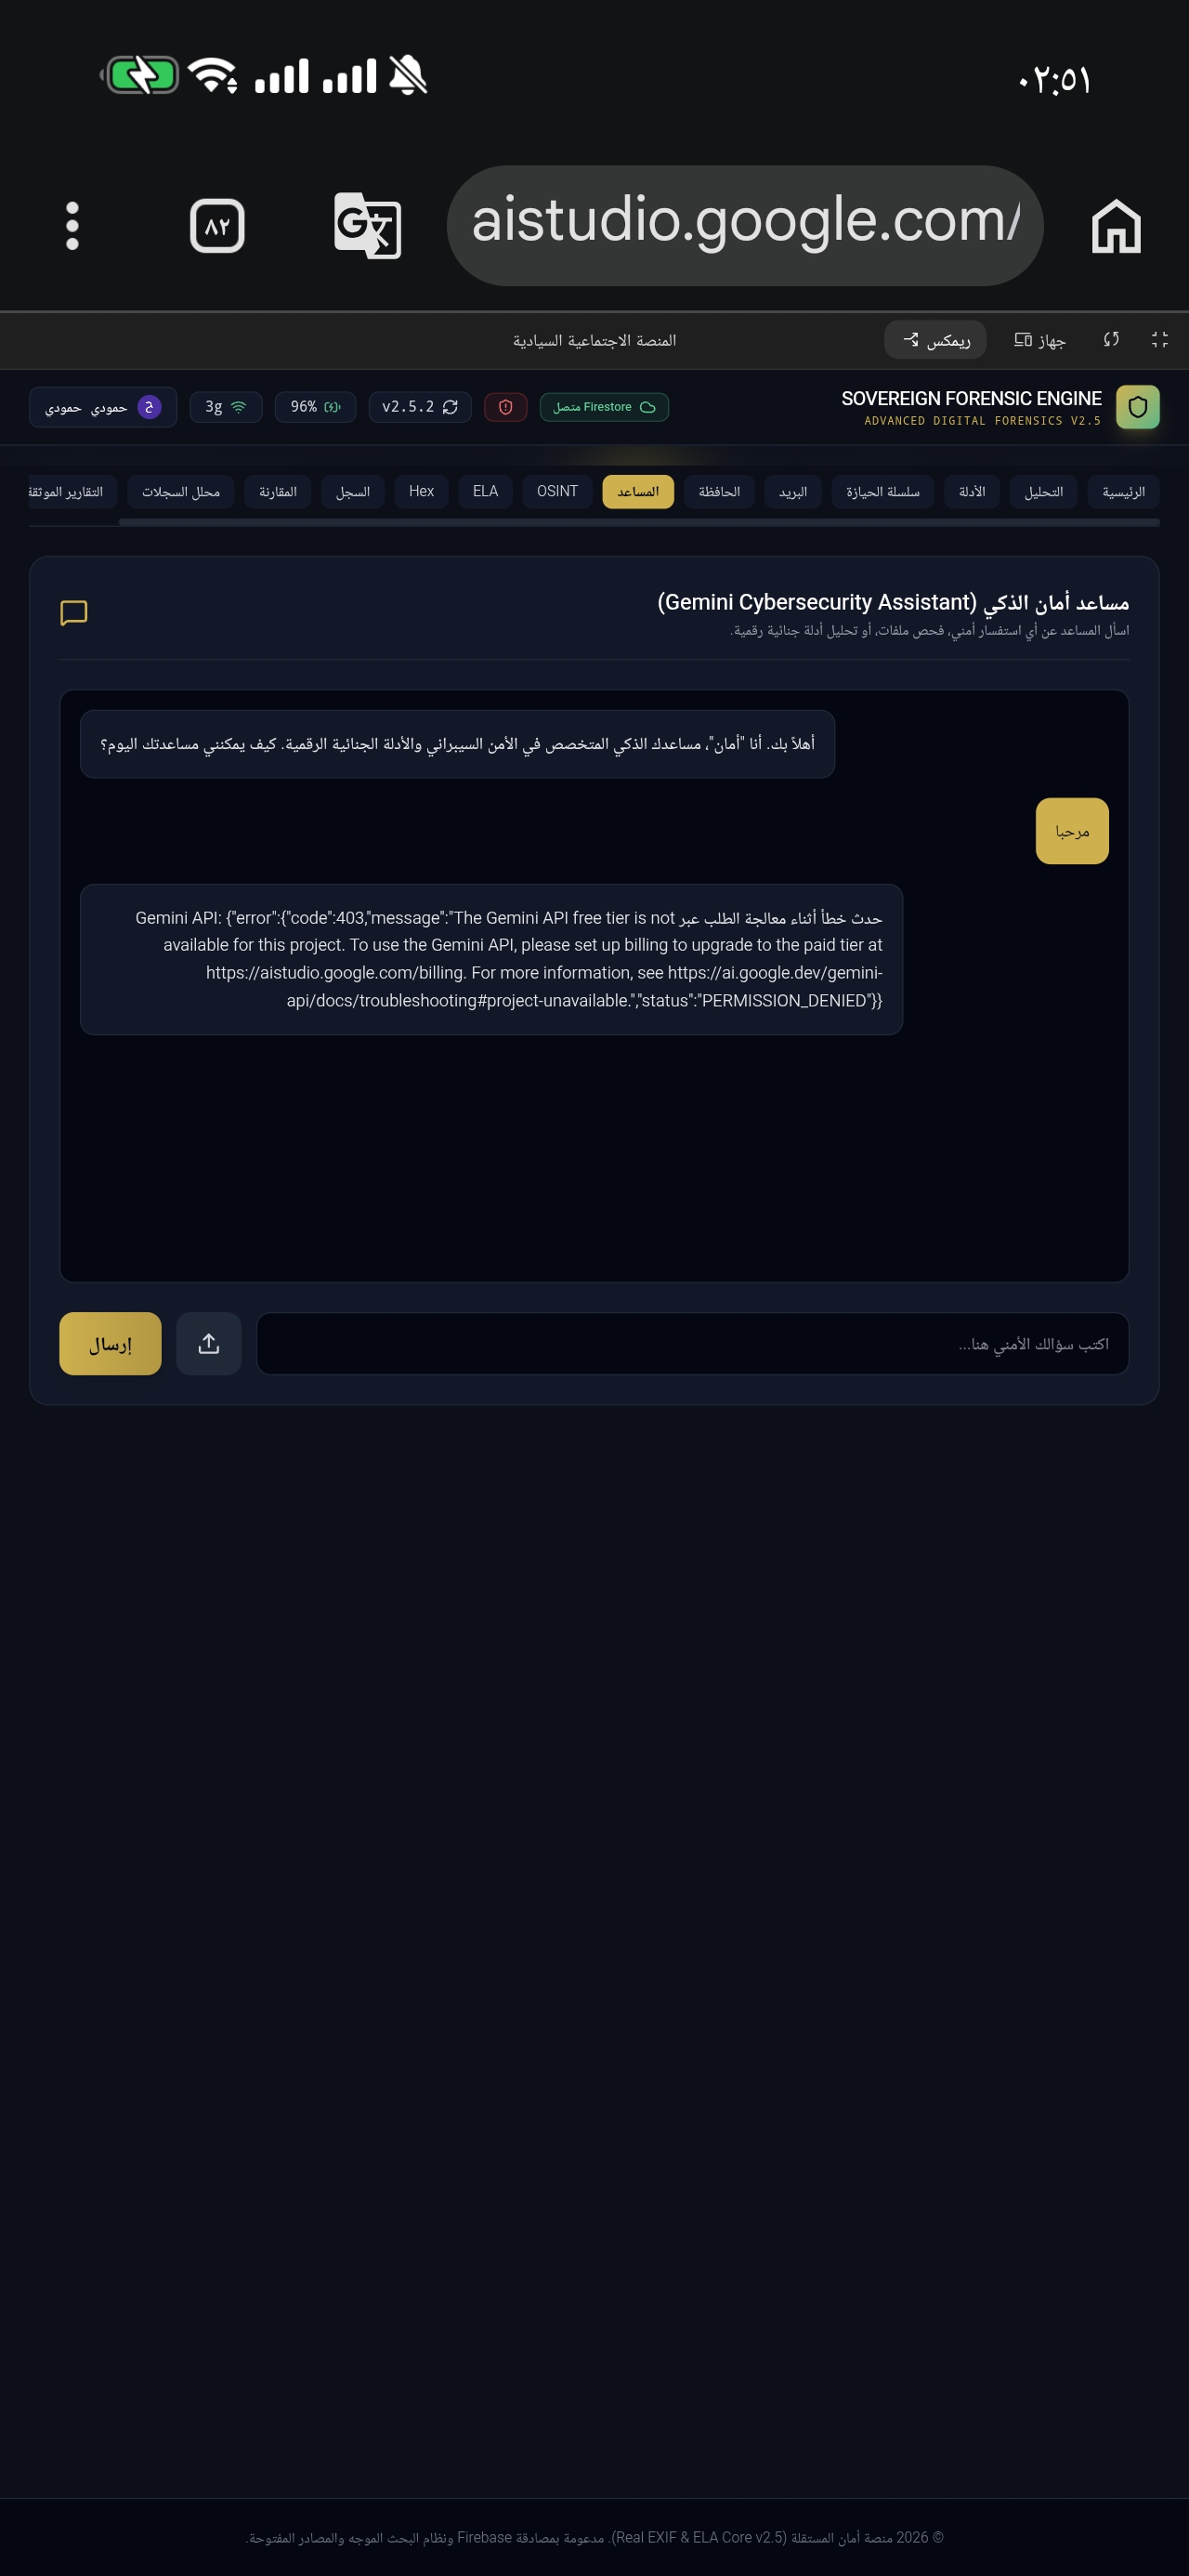 ٠٢:٥١
aistudio.google.com/
٨٢
جهاز
ريمكس
المنصة الاجتماعية السيادية
SOVEREIGN FORENSIC ENGINE
ADVANCED DIGITAL FORENSICS V2.5
Firestore متصل
v2.5.2
96%
3g
ح
حمودي حمودي
الرئيسية
التحليل
الأدلة
سلسلة الحيازة
البريد
الحافظة
المساعد
OSINT
ELA
Hex
السجل
المقارنة
محلل السجلات
التقارير الموثقة
مساعد أمان الذكي (Gemini Cybersecurity Assistant)
اسأل المساعد عن أي استفسار أمني، فحص ملفات، أو تحليل أدلة جنائية رقمية.
أهلاً بك. أنا "أمان"، مساعدك الذكي المتخصص في الأمن السيبراني والأدلة الجنائية الرقمية. كيف يمكنني مساعدتك اليوم؟
مرحبا
حدث خطأ أثناء معالجة الطلب عبر Gemini API: {"error":{"code":403,"message":"The Gemini API free tier is not
available for this project. To use the Gemini API, please set up billing to upgrade to the paid tier at
https://aistudio.google.com/billing. For more information, see https://ai.google.dev/gemini-
api/docs/troubleshooting#project-unavailable.","status":"PERMISSION_DENIED"}}
اكتب سؤالك الأمني هنا...
إرسال
© 2026 منصة أمان المستقلة (Real EXIF & ELA Core v2.5). مدعومة بمصادقة Firebase ونظام البحث الموجه والمصادر المفتوحة.